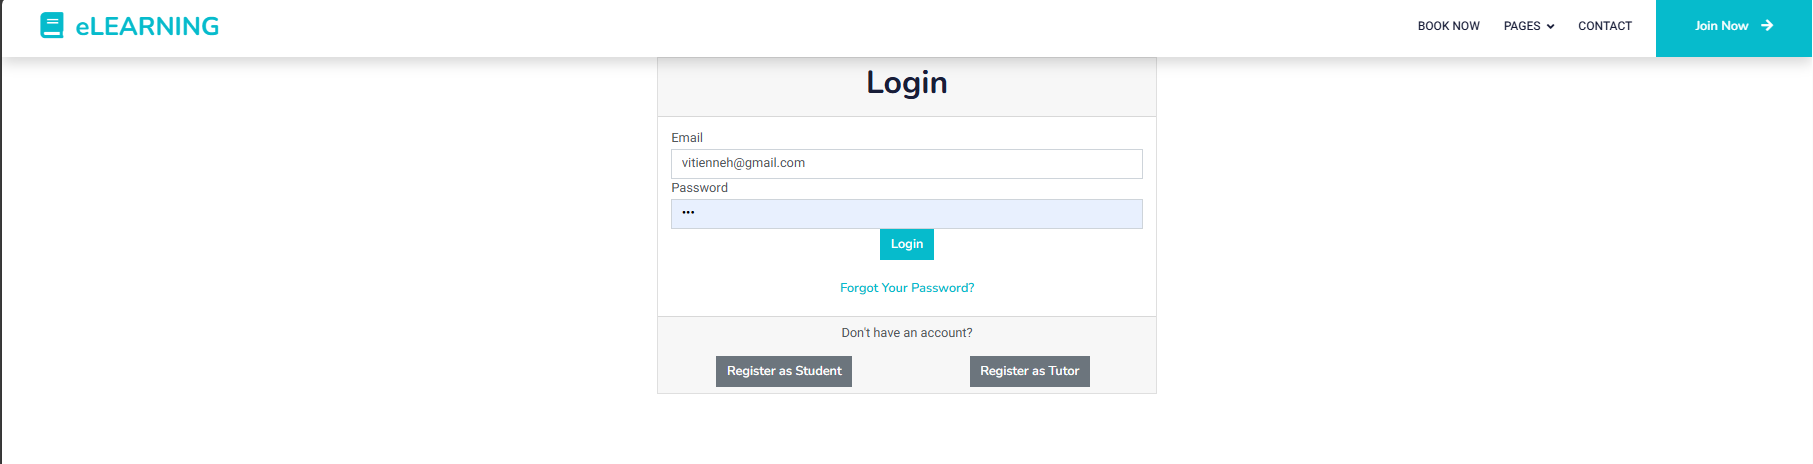 eLEARNING
BOOK NOW PAGES CONTACT Join Now
Login
Email
vitienneh@gmail.com
Password
•••
Login
Forgot Your Password?
Don't have an account?
Register as Student Register as Tutor